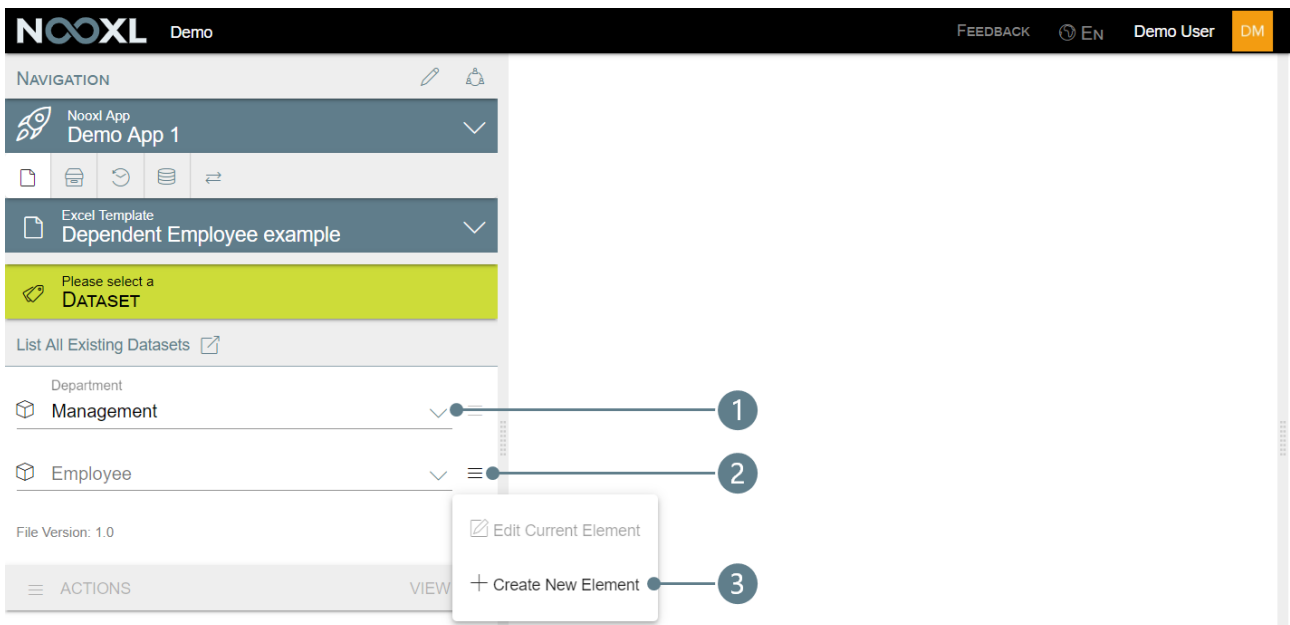 NOOXL Demo FEEDBACK EN Demo User DM
NAVIGATION
Nooxl App
Demo App 1
Excel Template
Dependent Employee example
Please select a
DATASET
List All Existing Datasets
Department
Management
1
Employee
2
Edit Current Element
File Version: 1.0
Create New Element
3
ACTIONS VIEW